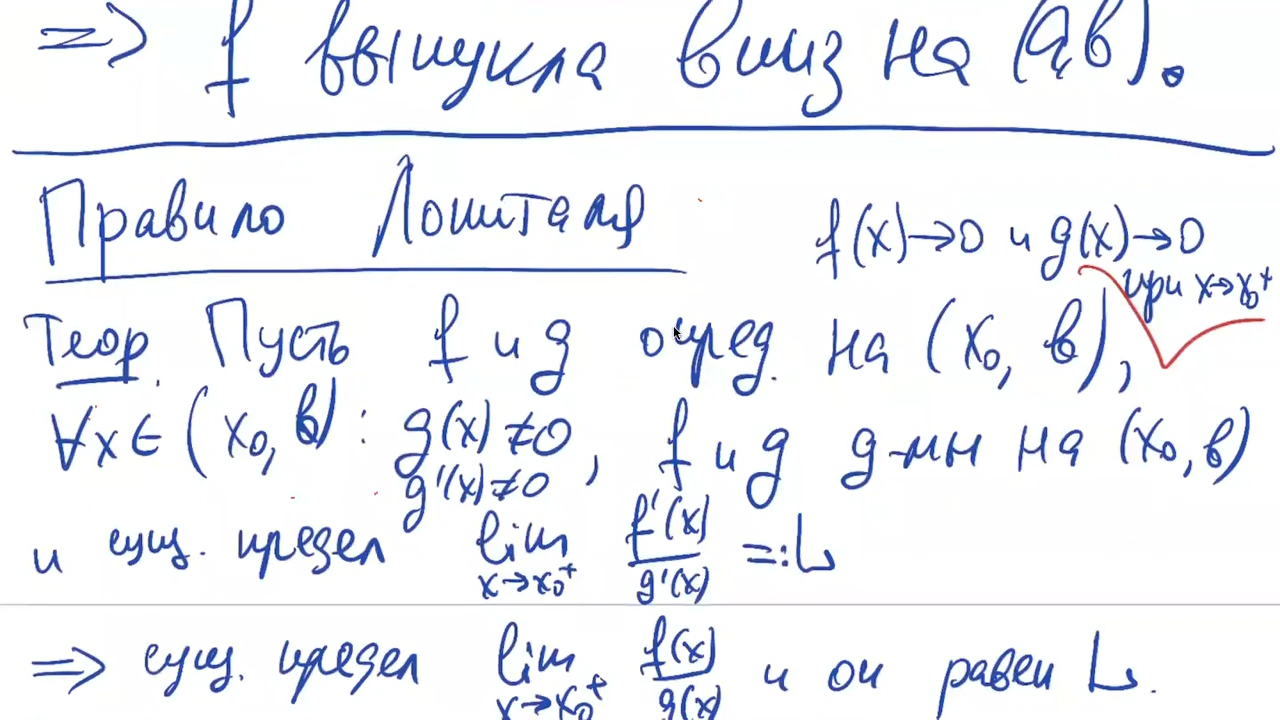 => f выпукла вниз на (a,b).
Правило Лопиталя
f(x)→0 и g(x)→0
при x→x₀⁺
Теор. Пусть f и g опред. на (x₀, b),
∀x∈(x₀, b): g(x)≠0, f и g д-мы на (x₀,b)
g'(x)≠0
и сущ. предел lim x→x₀⁺ f'(x)/g'(x) =: L
=> сущ. предел lim x→x₀⁺ f(x)/g(x) и он равен L.